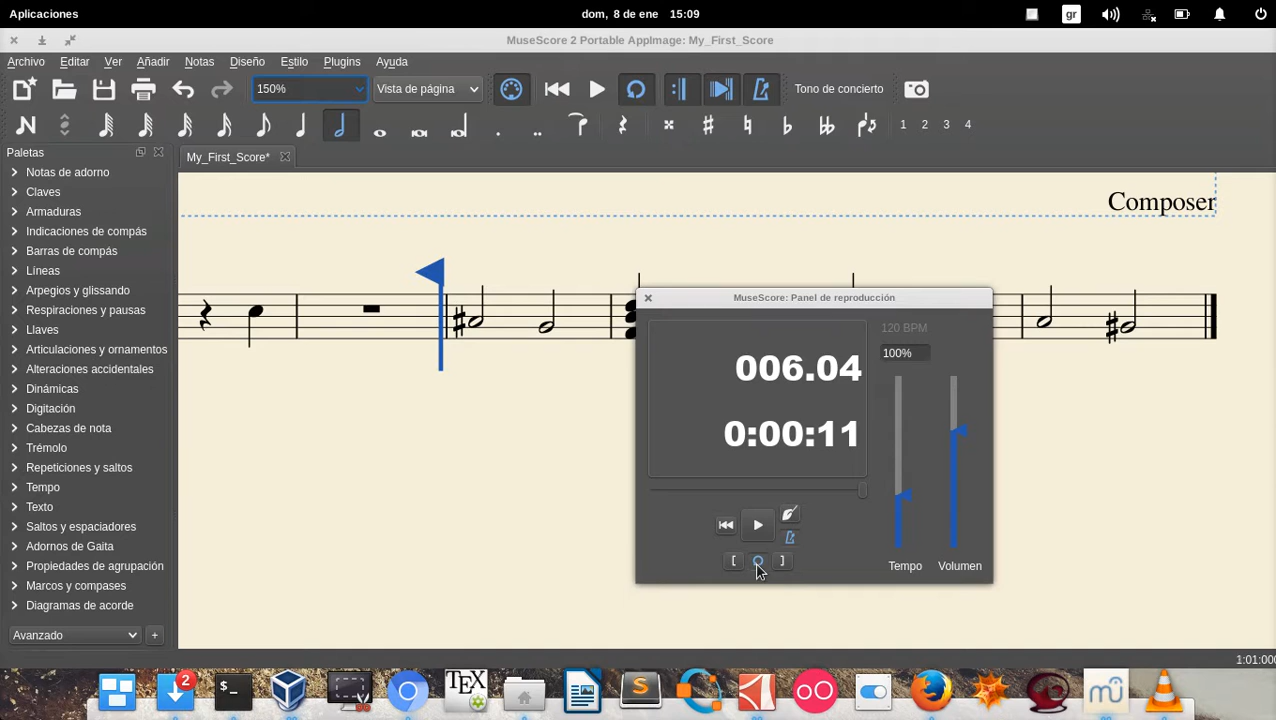 Aplicaciones
dom, 8 de ene 15:09
gr
MuseScore 2 Portable AppImage: My_First_Score
Archivo Editar Ver Añadir Notas Diseño Estilo Plugins Ayuda
150% Vista de página Tono de concierto
N 1 2 3 4
Paletas
My_First_Score*
Notas de adorno
Claves
Armaduras
Indicaciones de compás
Barras de compás
Líneas
Arpegios y glissando
Respiraciones y pausas
Llaves
Articulaciones y ornamentos
Alteraciones accidentales
Dinámicas
Digitación
Cabezas de nota
Trémolo
Repeticiones y saltos
Tempo
Texto
Saltos y espaciadores
Adornos de Gaita
Propiedades de agrupación
Marcos y compases
Diagramas de acorde
Avanzado +
Composer
MuseScore: Panel de reproducción
006.04
0:00:11
120 BPM
100%
[ ]
Tempo Volumen
1:01:000
2
>_
TEX
S
mü